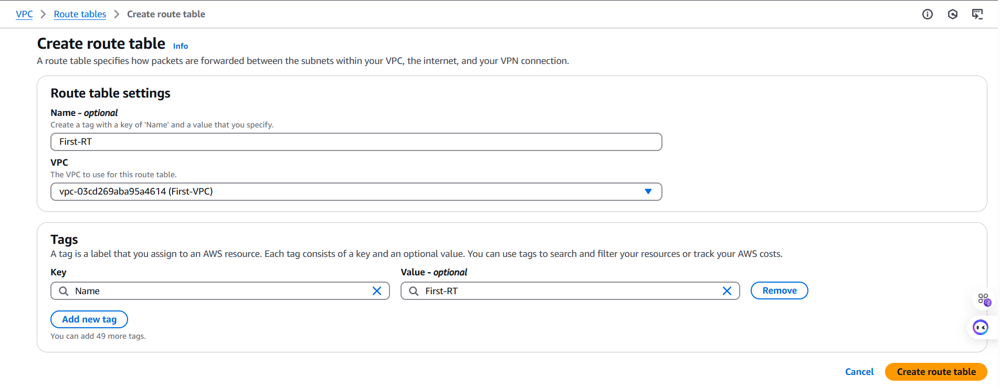 VPC > Route tables > Create route table
Create route table Info
A route table specifies how packets are forwarded between the subnets within your VPC, the internet, and your VPN connection.
Route table settings
Name - optional
Create a tag with a key of 'Name' and a value that you specify.
First-RT
VPC
The VPC to use for this route table.
vpc-03cd269aba95a4614 (First-VPC)
Tags
A tag is a label that you assign to an AWS resource. Each tag consists of a key and an optional value. You can use tags to search and filter your resources or track your AWS costs.
Key Value - optional
Name First-RT Remove
Add new tag
You can add 49 more tags.
Cancel Create route table